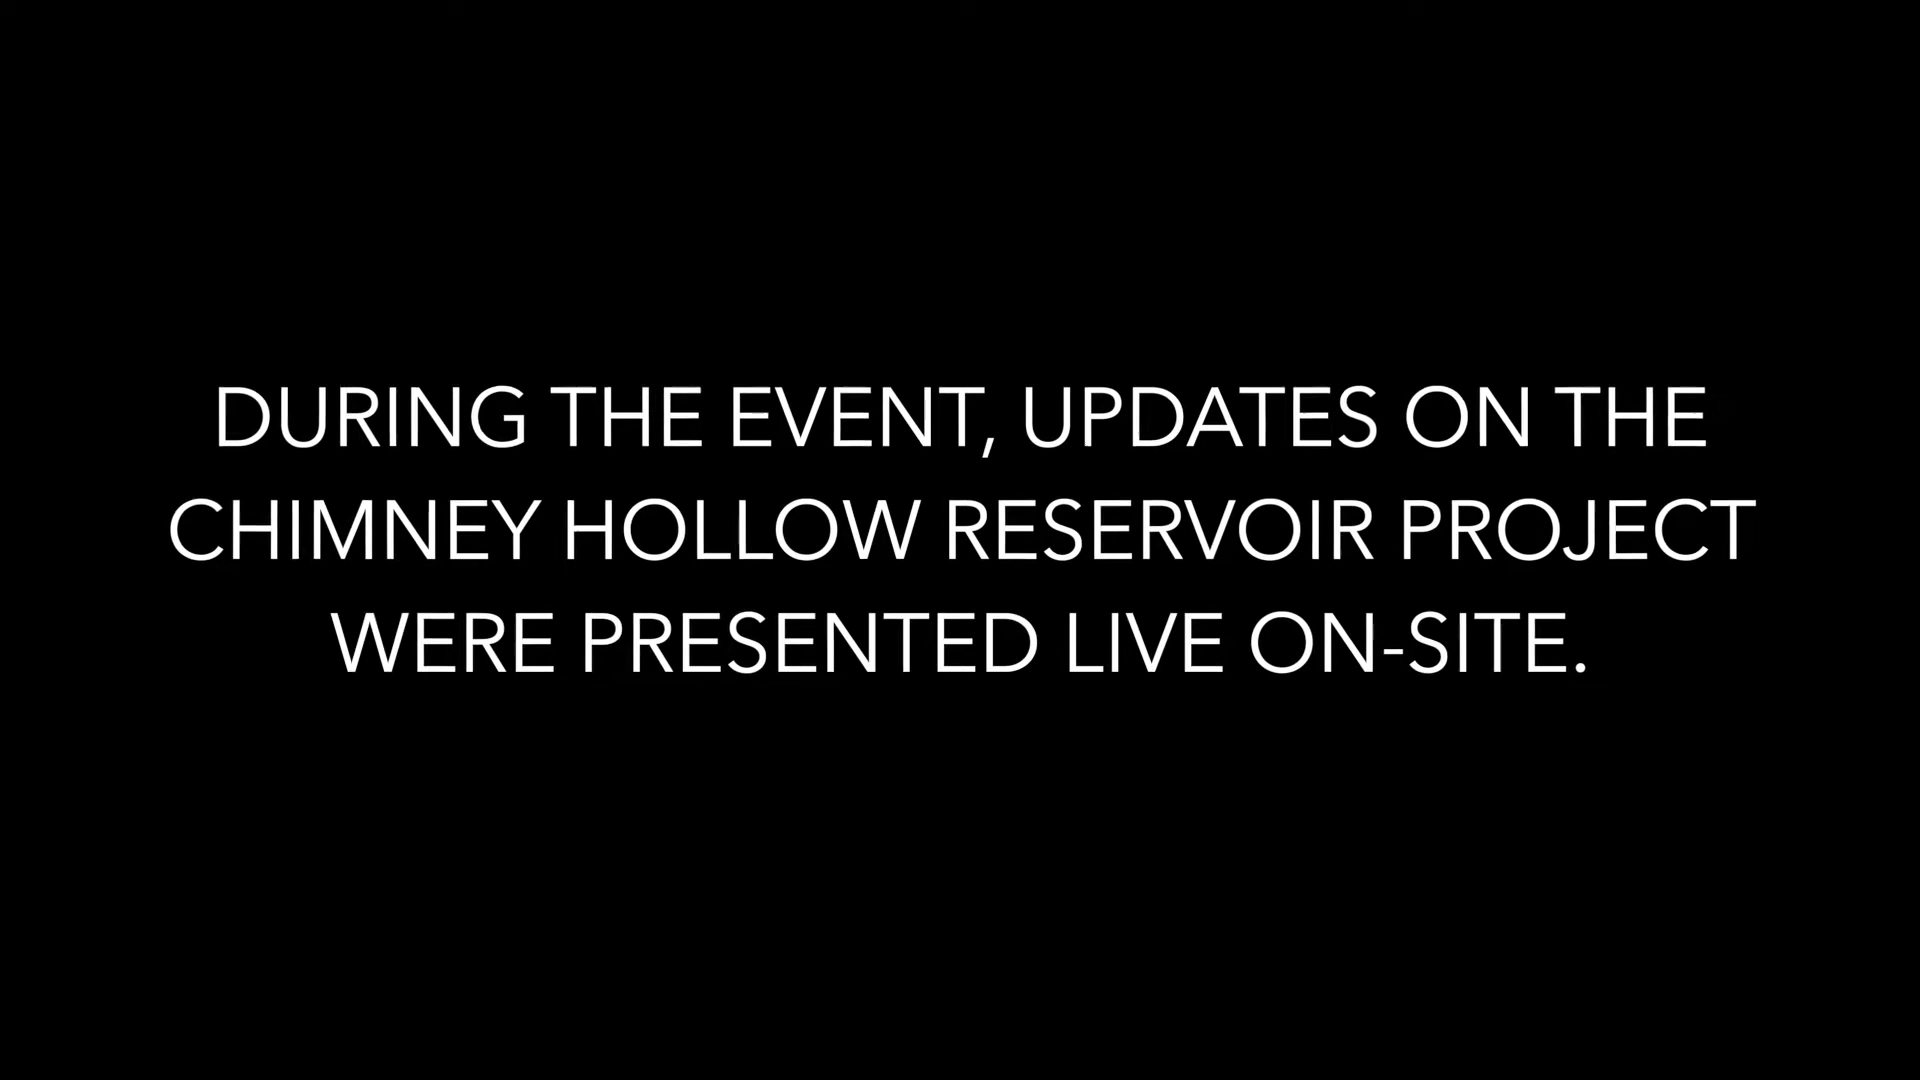 DURING THE EVENT, UPDATES ON THE
CHIMNEY HOLLOW RESERVOIR PROJECT
WERE PRESENTED LIVE ON-SITE.